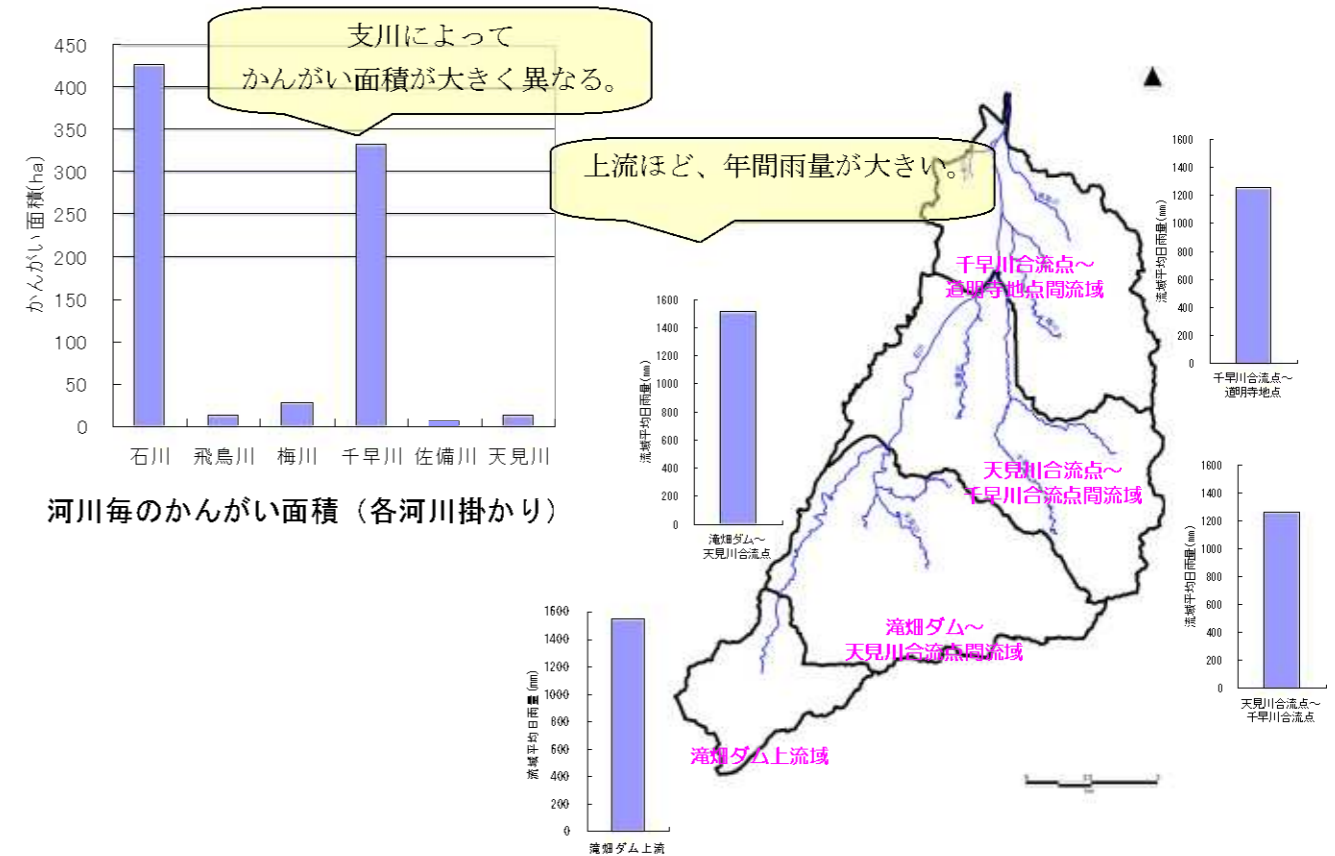 支川によって
かんがい面積が大きく異なる。
450
400
350
300
250
200
150
100
50
0
かんがい面積(ha)
石川 飛鳥川 梅川 千早川 佐備川 天見川
河川毎のかんがい面積（各河川掛かり）
上流ほど、年間雨量が大きい。
千早川合流点～
道明寺地点間流域
天見川合流点～
千早川合流点間流域
滝畑ダム～
天見川合流点間流域
滝畑ダム上流域
1600
1400
1200
1000
800
600
400
200
0
流域平均日雨量(mm)
千早川合流点～
道明寺地点
1600
1400
1200
1000
800
600
400
200
0
流域平均日雨量(mm)
滝畑ダム～
天見川合流点
1600
1400
1200
1000
800
600
400
200
0
流域平均日雨量(mm)
天見川合流点～
千早川合流点
1600
1400
1200
1000
800
600
400
200
0
流域平均日雨量(mm)
滝畑ダム上流